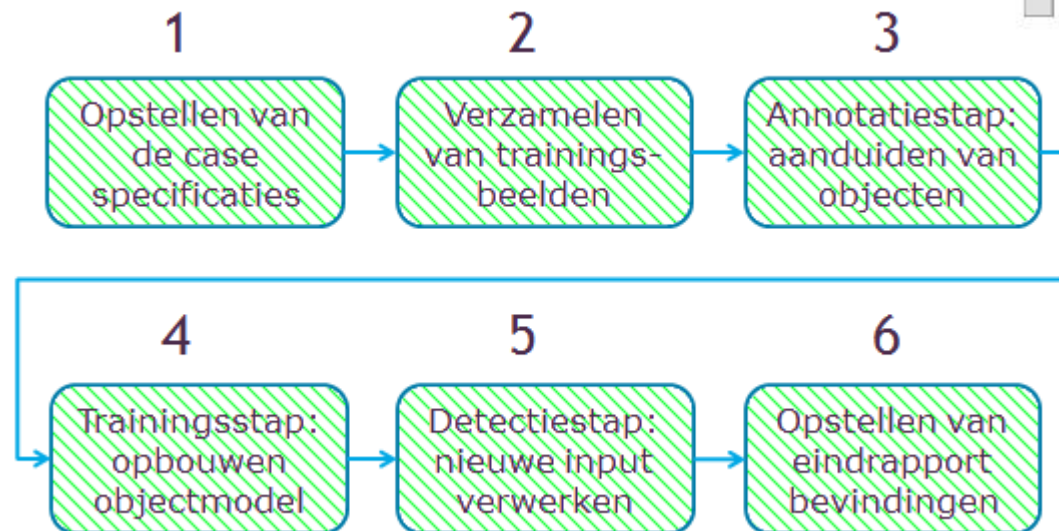 1
Opstellen van
de case
specificaties
2
Verzamelen
van trainings-
beelden
3
Annotatiestap:
aanduiden van
objecten
4
Trainingsstap:
opbouwen
objectmodel
5
Detectiestap:
nieuwe input
verwerken
6
Opstellen van
eindrapport
bevindingen